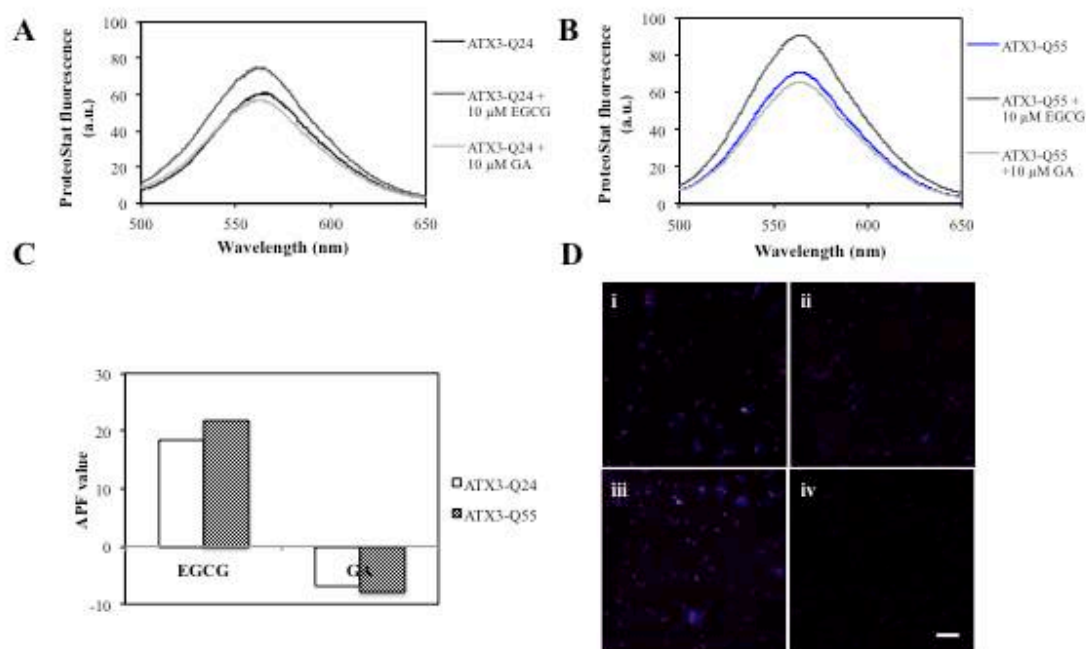 A
ProteoStat fluorescence
(a.u.)
100
80
60
40
20
0
500
550
600
650
Wavelength (nm)
ATX3-Q24
ATX3-Q24 +
10 µM EGCG
ATX3-Q24 +
10 µM GA
B
ProteoStat fluorescence
(a.u.)
100
80
60
40
20
0
500
550
600
650
Wavelength (nm)
ATX3-Q55
ATX3-Q55 +
10 µM EGCG
ATX3-Q55
+10 µM GA
C
APF value
30
20
10
0
-10
EGCG
GA
ATX3-Q24
ATX3-Q55
D
i
ii
iii
iv